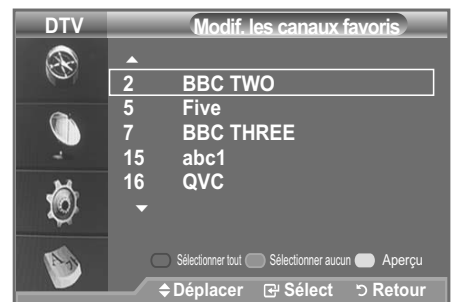 DTV Modif. les canaux favoris
2 BBC TWO
5 Five
7 BBC THREE
15 abc1
16 QVC
Sélectionner tout Sélectionner aucun Aperçu
Déplacer Sélect Retour